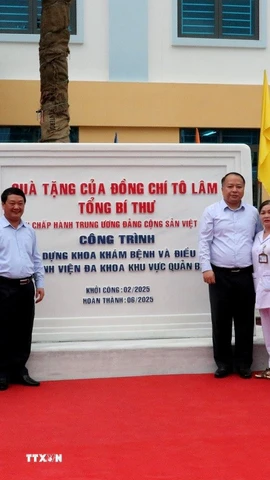 QUÀ TẶNG CỦA ĐỒNG CHÍ TÔ LÂM
TỔNG BÍ THƯ
CHẤP HÀNH TRUNG ƯƠNG ĐẢNG CỘNG SẢN VIỆT
CÔNG TRÌNH
DỰNG KHOA KHÁM BỆNH VÀ ĐIỀU
VIỆN ĐA KHOA KHU VỰC QUẢN B
KHỞI CÔNG: 02/2025
HOÀN THÀNH: 06/2025
TTXVN